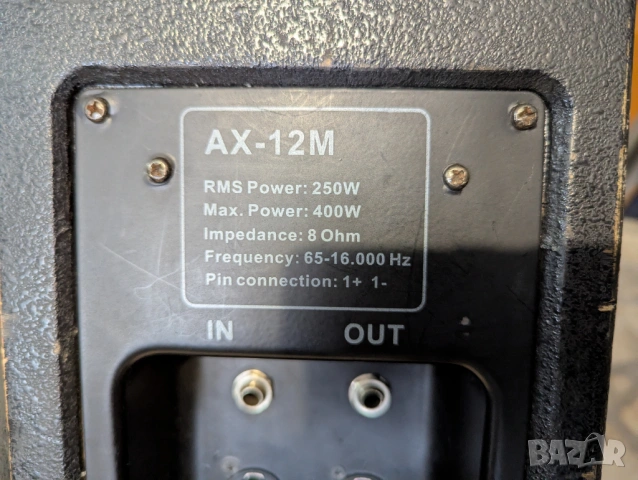 AX-12M
RMS Power: 250W
Max. Power: 400W
Impedance: 8 Ohm
Frequency: 65-16.000 Hz
Pin connection: 1+ 1-
IN OUT
BAZAR